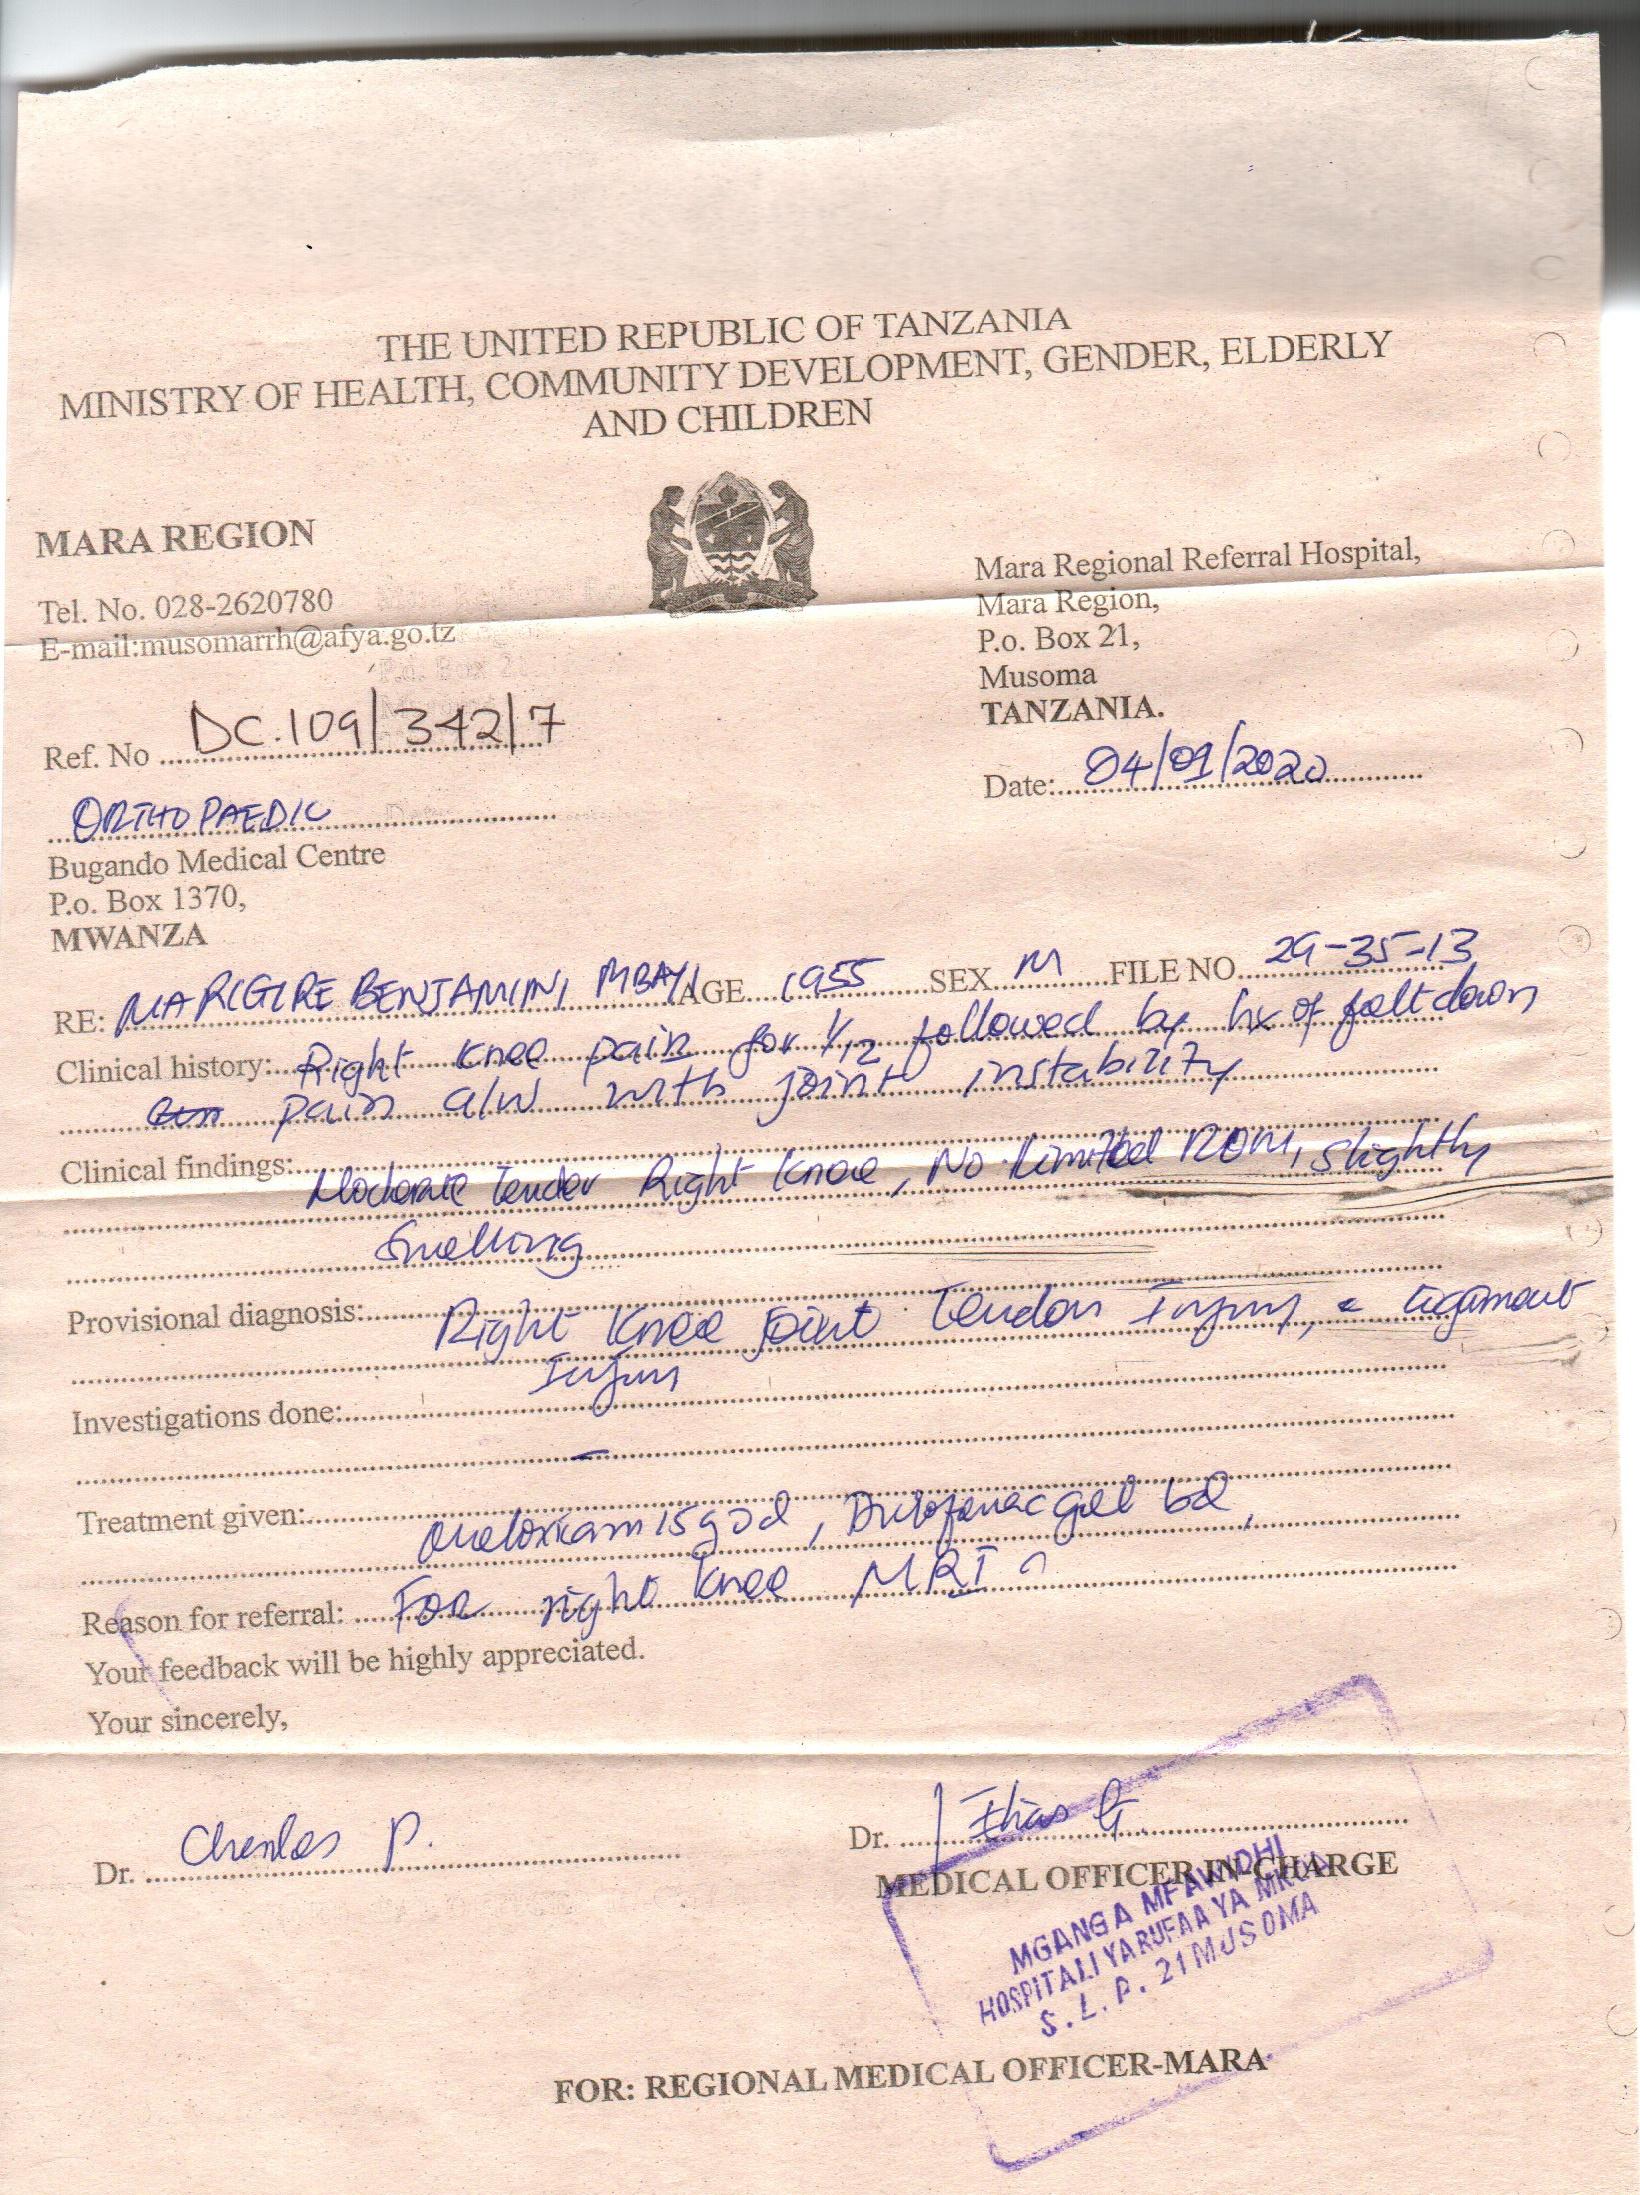 THE UNITED REPUBLIC OF TANZANIA
MINISTRY OF HEALTH, COMMUNITY DEVELOPMENT, GENDER, ELDERLY
AND CHILDREN
MARA REGION
Tel. No. 028-2620780
E-mail:musomarrh@afya.go.tz
Mara Regional Referral Hospital,
Mara Region,
P.o. Box 21,
Musoma
TANZANIA.
Ref. No DC.109/342/7
Date: 04/01/2020
ORTHOPAEDIC
Bugando Medical Centre
P.o. Box 1370,
MWANZA
RE: MARIGIRE BENJAMINI MBAYI AGE 1955 SEX M FILE NO. 29-35-13
Clinical history: Right knee pain for 1/12 followed by hx of felt down
pain a/w with joint instability
Clinical findings:
Moderate tender Right knee, No limited ROM, slightly
Smelling
Provisional diagnosis:
Right knee joint tendon Injury, ligament
Injury
Investigations done:
-
Treatment given:
meloxicam 15g od, Diclofenac gel bd,
Reason for referral: For right knee MRI
Your feedback will be highly appreciated.
Your sincerely,
Dr. Charles P.
Dr. Elias G.
MEDICAL OFFICER IN-CHARGE
MGANGA MFAWIDHI
HOSPITALI YA RUFAA YA MKOA
S.L.P. 21 MUSOMA
FOR: REGIONAL MEDICAL OFFICER-MARA